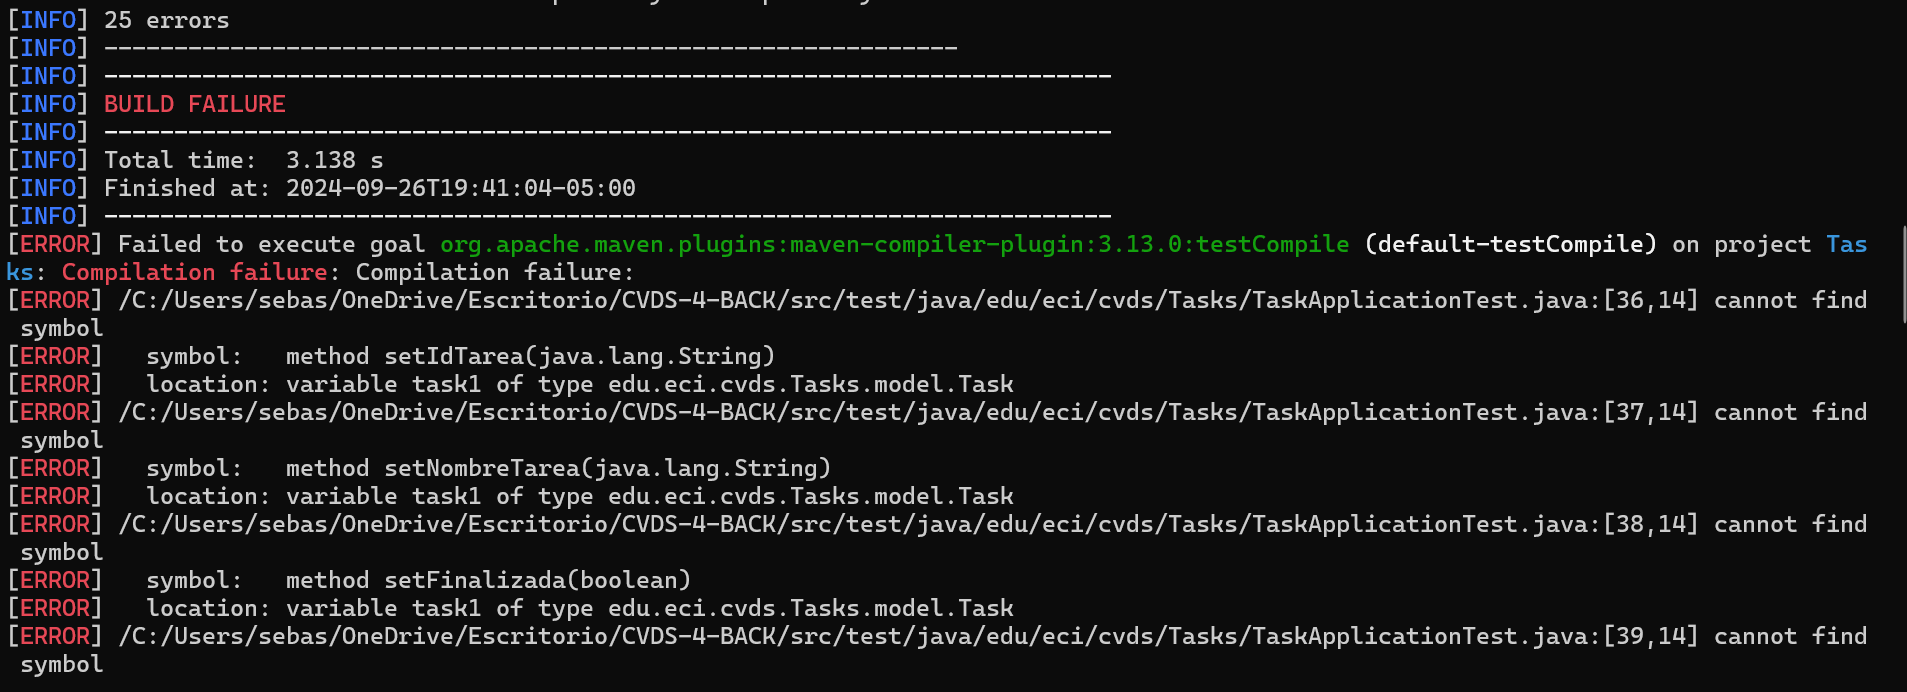 [INFO] 25 errors
[INFO] -------------------------------------------------------------
[INFO] ------------------------------------------------------------------------
[INFO] BUILD FAILURE
[INFO] ------------------------------------------------------------------------
[INFO] Total time:  3.138 s
[INFO] Finished at: 2024-09-26T19:41:04-05:00
[INFO] ------------------------------------------------------------------------
[ERROR] Failed to execute goal org.apache.maven.plugins:maven-compiler-plugin:3.13.0:testCompile (default-testCompile) on project Tas
ks: Compilation failure: Compilation failure:
[ERROR] /C:/Users/sebas/OneDrive/Escritorio/CVDS-4-BACK/src/test/java/edu/eci/cvds/Tasks/TaskApplicationTest.java:[36,14] cannot find
 symbol
[ERROR]   symbol:   method setIdTarea(java.lang.String)
[ERROR]   location: variable task1 of type edu.eci.cvds.Tasks.model.Task
[ERROR] /C:/Users/sebas/OneDrive/Escritorio/CVDS-4-BACK/src/test/java/edu/eci/cvds/Tasks/TaskApplicationTest.java:[37,14] cannot find
 symbol
[ERROR]   symbol:   method setNombreTarea(java.lang.String)
[ERROR]   location: variable task1 of type edu.eci.cvds.Tasks.model.Task
[ERROR] /C:/Users/sebas/OneDrive/Escritorio/CVDS-4-BACK/src/test/java/edu/eci/cvds/Tasks/TaskApplicationTest.java:[38,14] cannot find
 symbol
[ERROR]   symbol:   method setFinalizada(boolean)
[ERROR]   location: variable task1 of type edu.eci.cvds.Tasks.model.Task
[ERROR] /C:/Users/sebas/OneDrive/Escritorio/CVDS-4-BACK/src/test/java/edu/eci/cvds/Tasks/TaskApplicationTest.java:[39,14] cannot find
 symbol